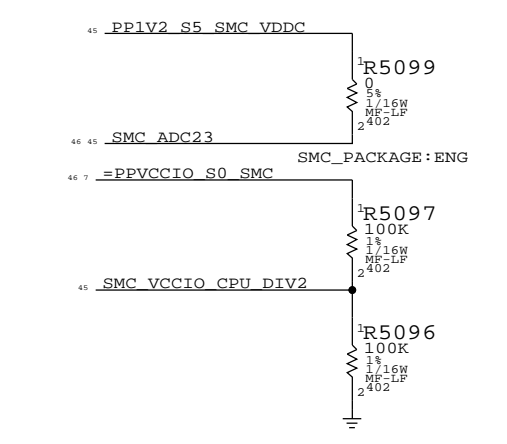 45 PP1V2_S5_SMC_VDDC
1
R5099
0
5%
1/16W
MF-LF
2 402
46 45 SMC_ADC23
SMC_PACKAGE:ENG
46 7 =PPVCCIO_S0_SMC
1
R5097
100K
1%
1/16W
MF-LF
2 402
45 SMC_VCCIO_CPU_DIV2
1
R5096
100K
1%
1/16W
MF-LF
2 402